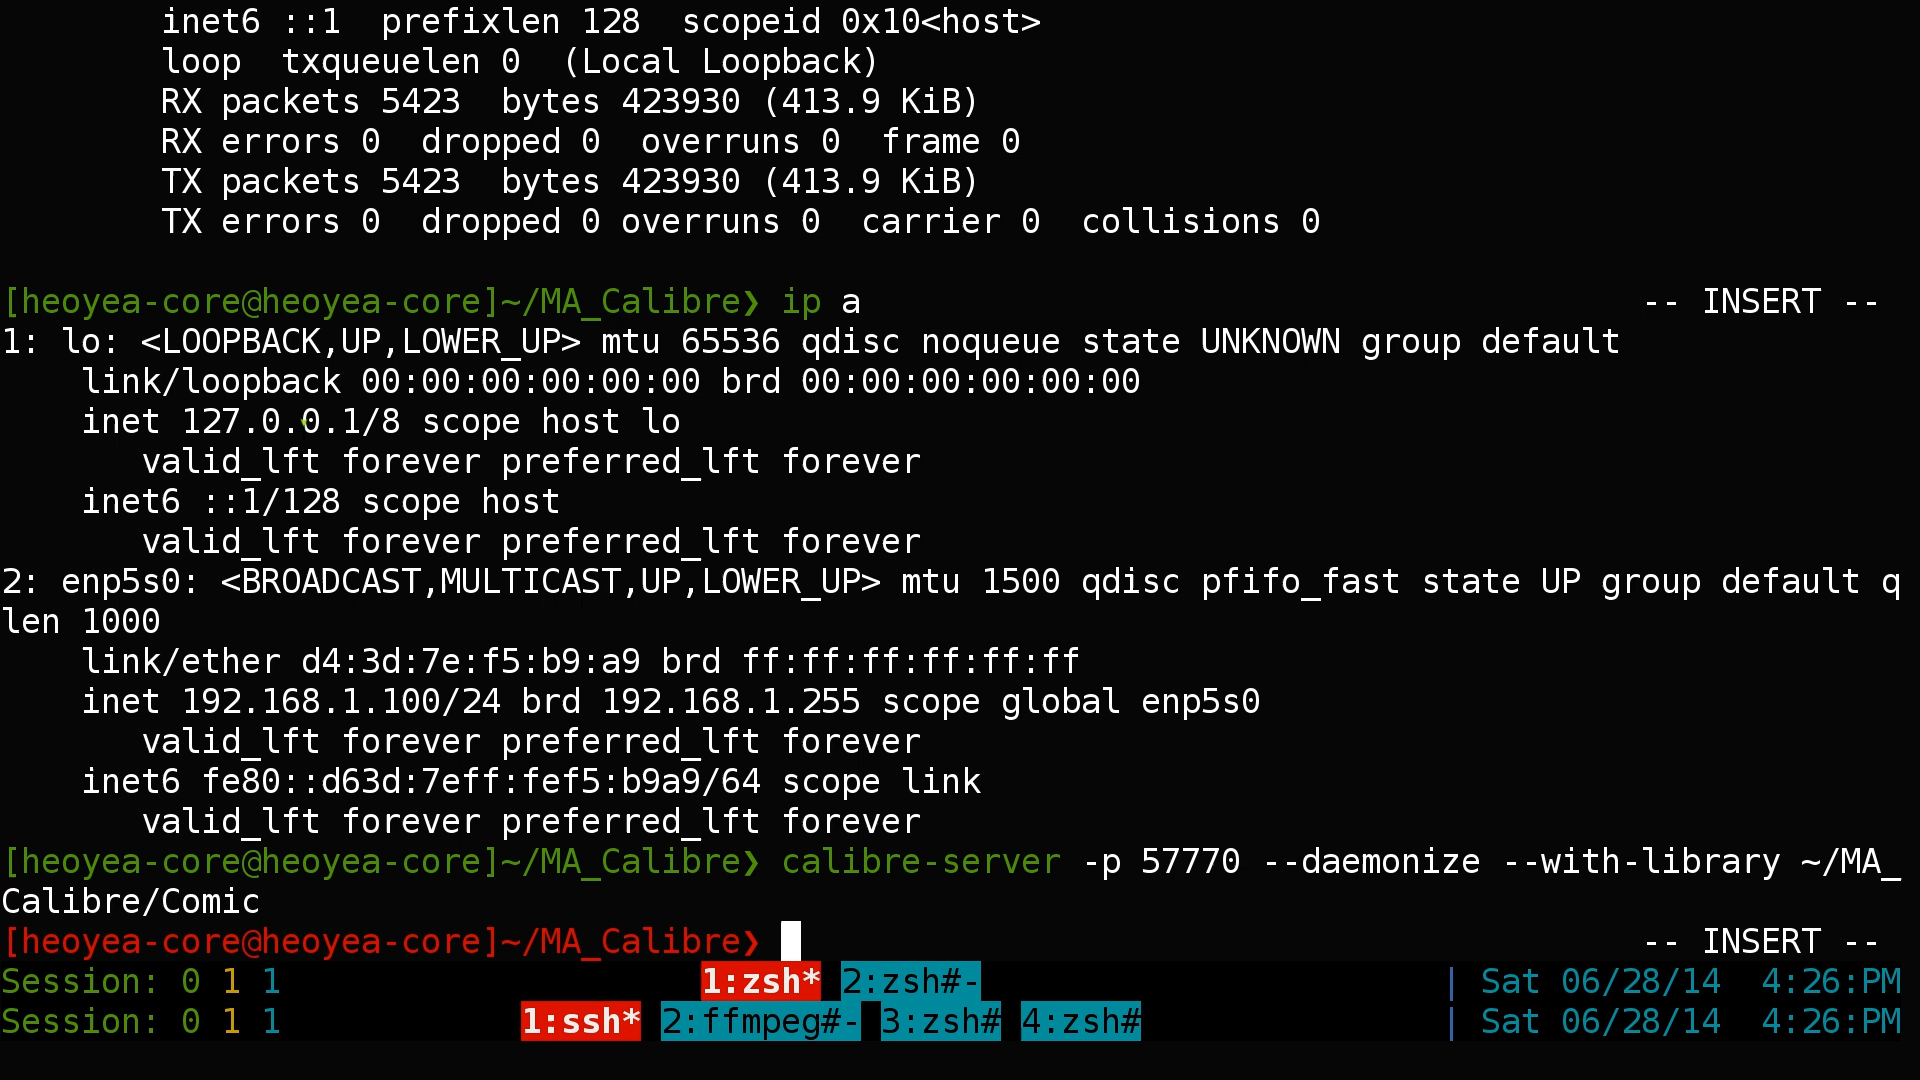 inet6 ::1  prefixlen 128  scopeid 0x10<host>
loop  txqueuelen 0  (Local Loopback)
RX packets 5423  bytes 423930 (413.9 KiB)
RX errors 0  dropped 0  overruns 0  frame 0
TX packets 5423  bytes 423930 (413.9 KiB)
TX errors 0  dropped 0 overruns 0  carrier 0  collisions 0
[heoyea-core@heoyea-core]~/MA_Calibre❯ ip a -- INSERT --
1: lo: <LOOPBACK,UP,LOWER_UP> mtu 65536 qdisc noqueue state UNKNOWN group default
link/loopback 00:00:00:00:00:00 brd 00:00:00:00:00:00
inet 127.0.0.1/8 scope host lo
valid_lft forever preferred_lft forever
inet6 ::1/128 scope host
valid_lft forever preferred_lft forever
2: enp5s0: <BROADCAST,MULTICAST,UP,LOWER_UP> mtu 1500 qdisc pfifo_fast state UP group default q
len 1000
link/ether d4:3d:7e:f5:b9:a9 brd ff:ff:ff:ff:ff:ff
inet 192.168.1.100/24 brd 192.168.1.255 scope global enp5s0
valid_lft forever preferred_lft forever
inet6 fe80::d63d:7eff:fef5:b9a9/64 scope link
valid_lft forever preferred_lft forever
[heoyea-core@heoyea-core]~/MA_Calibre❯ calibre-server -p 57770 --daemonize --with-library ~/MA_
Calibre/Comic
[heoyea-core@heoyea-core]~/MA_Calibre❯ -- INSERT --
Session: 0 1 1 1:zsh* 2:zsh#- | Sat 06/28/14  4:26:PM
Session: 0 1 1 1:ssh* 2:ffmpeg#- 3:zsh# 4:zsh# | Sat 06/28/14  4:26:PM